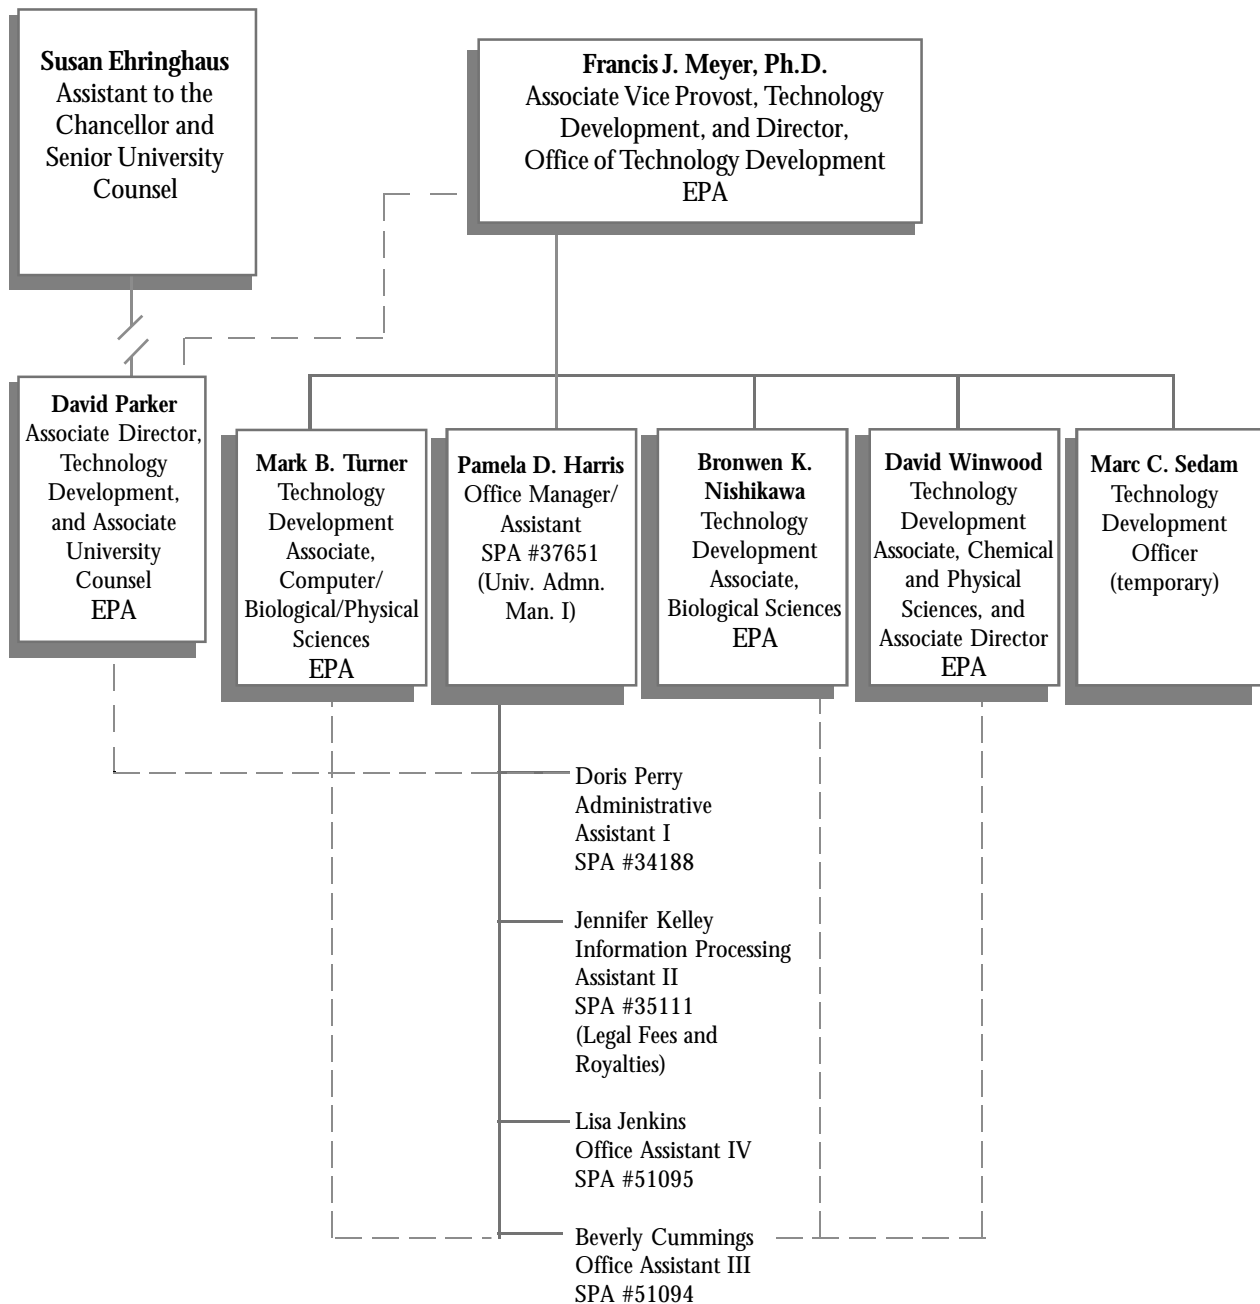 Susan Ehringhaus
Assistant to the
Chancellor and
Senior University
Counsel
Francis J. Meyer, Ph.D.
Associate Vice Provost, Technology
Development, and Director,
Office of Technology Development
EPA
David Parker
Associate Director,
Technology
Development,
and Associate
University
Counsel
EPA
Mark B. Turner
Technology
Development
Associate,
Computer/
Biological/Physical
Sciences
EPA
Pamela D. Harris
Office Manager/
Assistant
SPA #37651
(Univ. Admn.
Man. I)
Bronwen K.
Nishikawa
Technology
Development
Associate,
Biological Sciences
EPA
David Winwood
Technology
Development
Associate, Chemical
and Physical
Sciences, and
Associate Director
EPA
Marc C. Sedam
Technology
Development
Officer
(temporary)
Doris Perry
Administrative
Assistant I
SPA #34188
Jennifer Kelley
Information Processing
Assistant II
SPA #35111
(Legal Fees and
Royalties)
Lisa Jenkins
Office Assistant IV
SPA #51095
Beverly Cummings
Office Assistant III
SPA #51094